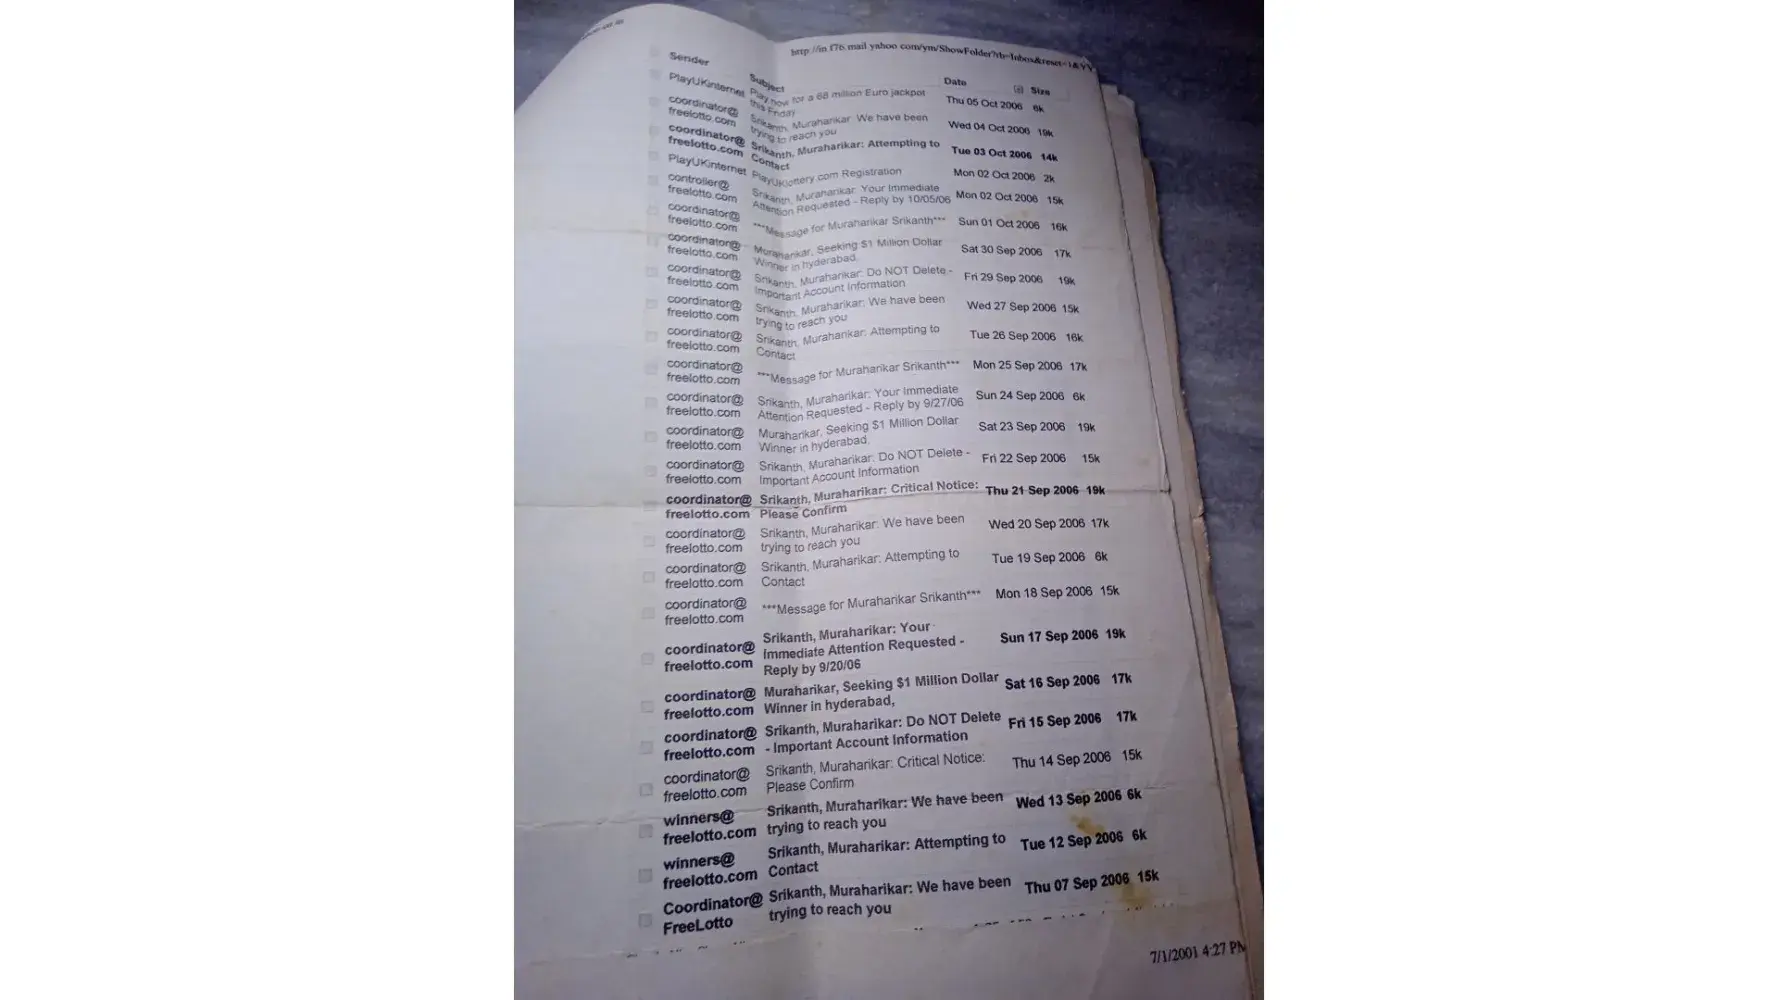 http://in.f76.mail.yahoo.com/ym/ShowFolder?rb=Inbox&reset=1&YY
Sender Subject Date Size
PlayUKinternet Play now for a 68 million Euro jackpot Thu 05 Oct 2006 6k
this Friday
coordinator@ Srikanth, Muraharikar: We have been Wed 04 Oct 2006 19k
freelotto.com trying to reach you
coordinator@ Srikanth, Muraharikar: Attempting to Tue 03 Oct 2006 14k
freelotto.com Contact
PlayUKinternet PlayUKlottery.com Registration Mon 02 Oct 2006 2k
controller@ Srikanth, Muraharikar: Your Immediate Mon 02 Oct 2006 15k
freelotto.com Attention Requested - Reply by 10/05/06
coordinator@ ***Message for Muraharikar Srikanth*** Sun 01 Oct 2006 16k
freelotto.com
coordinator@ Muraharikar, Seeking $1 Million Dollar Sat 30 Sep 2006 17k
freelotto.com Winner in hyderabad,
coordinator@ Srikanth, Muraharikar: Do NOT Delete - Fri 29 Sep 2006 19k
freelotto.com Important Account Information
coordinator@ Srikanth, Muraharikar: We have been Wed 27 Sep 2006 15k
freelotto.com trying to reach you
coordinator@ Srikanth, Muraharikar: Attempting to Tue 26 Sep 2006 16k
freelotto.com Contact
coordinator@ ***Message for Muraharikar Srikanth*** Mon 25 Sep 2006 17k
freelotto.com
coordinator@ Srikanth, Muraharikar: Your Immediate Sun 24 Sep 2006 6k
freelotto.com Attention Requested - Reply by 9/27/06
coordinator@ Muraharikar, Seeking $1 Million Dollar Sat 23 Sep 2006 19k
freelotto.com Winner in hyderabad,
coordinator@ Srikanth, Muraharikar: Do NOT Delete - Fri 22 Sep 2006 15k
freelotto.com Important Account Information
coordinator@ Srikanth, Muraharikar: Critical Notice: Thu 21 Sep 2006 19k
freelotto.com Please Confirm
coordinator@ Srikanth, Muraharikar: We have been Wed 20 Sep 2006 17k
freelotto.com trying to reach you
coordinator@ Srikanth, Muraharikar: Attempting to Tue 19 Sep 2006 6k
freelotto.com Contact
coordinator@ ***Message for Muraharikar Srikanth*** Mon 18 Sep 2006 15k
freelotto.com
coordinator@ Srikanth, Muraharikar: Your Sun 17 Sep 2006 19k
freelotto.com Immediate Attention Requested -
Reply by 9/20/06
coordinator@ Muraharikar, Seeking $1 Million Dollar Sat 16 Sep 2006 17k
freelotto.com Winner in hyderabad,
coordinator@ Srikanth, Muraharikar: Do NOT Delete Fri 15 Sep 2006 17k
freelotto.com - Important Account Information
coordinator@ Srikanth, Muraharikar: Critical Notice: Thu 14 Sep 2006 15k
freelotto.com Please Confirm
winners@ Srikanth, Muraharikar: We have been Wed 13 Sep 2006 6k
freelotto.com trying to reach you
winners@ Srikanth, Muraharikar: Attempting to Tue 12 Sep 2006 6k
freelotto.com Contact
Coordinator@ Srikanth, Muraharikar: We have been Thu 07 Sep 2006 15k
FreeLotto trying to reach you
7/1/2001 4:27 PM